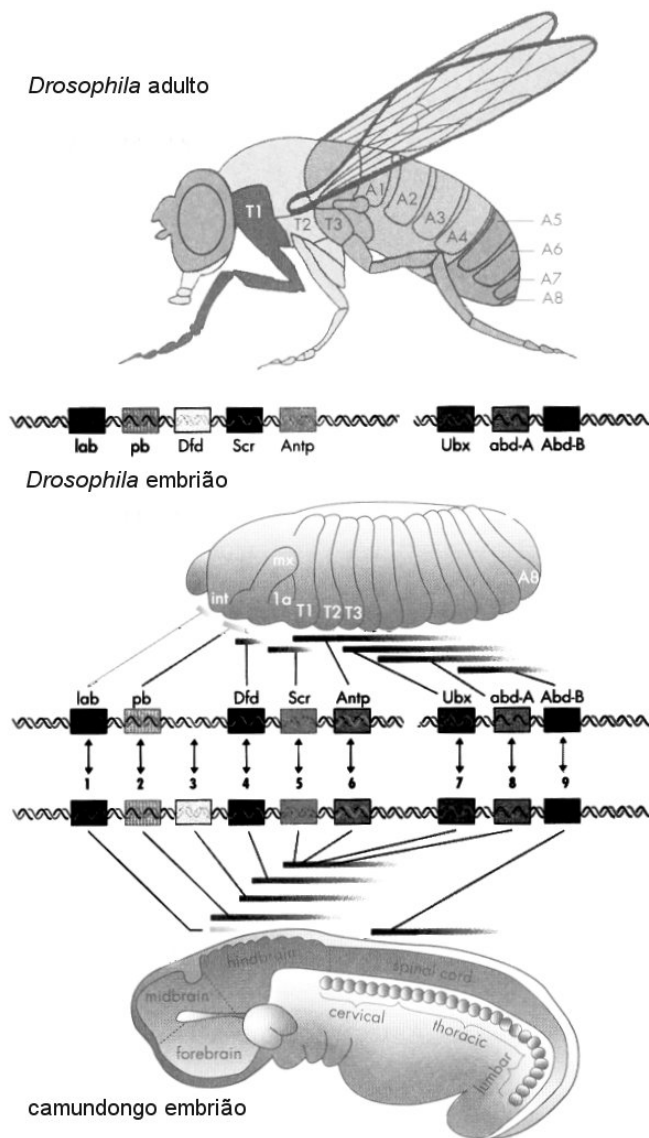 Drosophila adulto
T1
T2
T3
A1
A2
A3
A4
A5
A6
A7
A8
lab pb Dfd Scr Antp Ubx abd-A Abd-B
Drosophila embrião
mx
int
1a
T1 T2 T3
A8
lab pb Dfd Scr Antp Ubx abd-A Abd-B
1 2 3 4 5 6 7 8 9
hindbrain
spinal cord
midbrain
cervical
thoracic
forebrain
lumbar
camundongo embrião